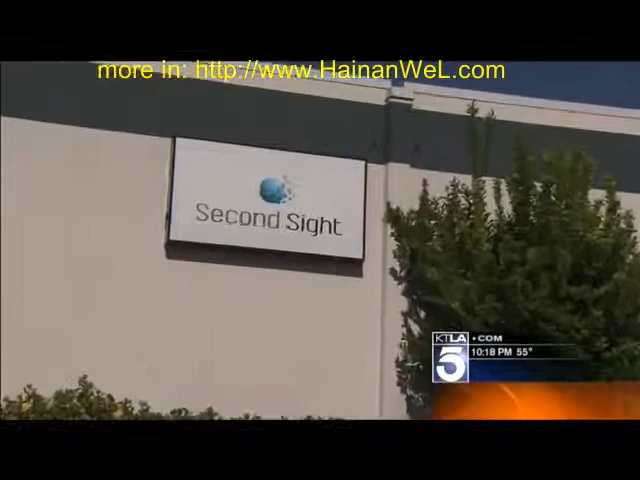 more in: http://www.HainanWeL.com
Second Sight
KTLA •COM
5
10:18 PM 55°